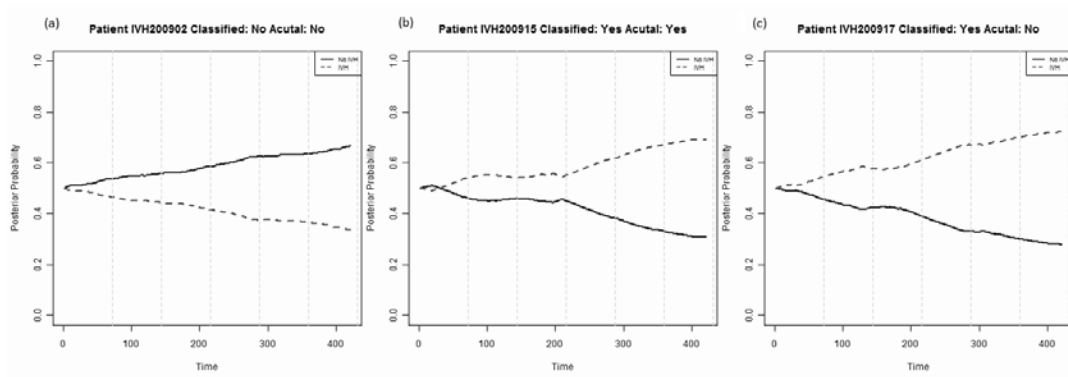 (a)
Patient IVH200902 Classified: No Acutal: No
No IVH
IVH
1.0
0.8
0.6
0.4
0.2
0.0
Posterior Probability
0 100 200 300 400
Time
(b)
Patient IVH200915 Classified: Yes Acutal: Yes
No IVH
IVH
1.0
0.8
0.6
0.4
0.2
0.0
Posterior Probability
0 100 200 300 400
Time
(c)
Patient IVH200917 Classified: Yes Acutal: No
No IVH
IVH
1.0
0.8
0.6
0.4
0.2
0.0
Posterior Probability
0 100 200 300 400
Time